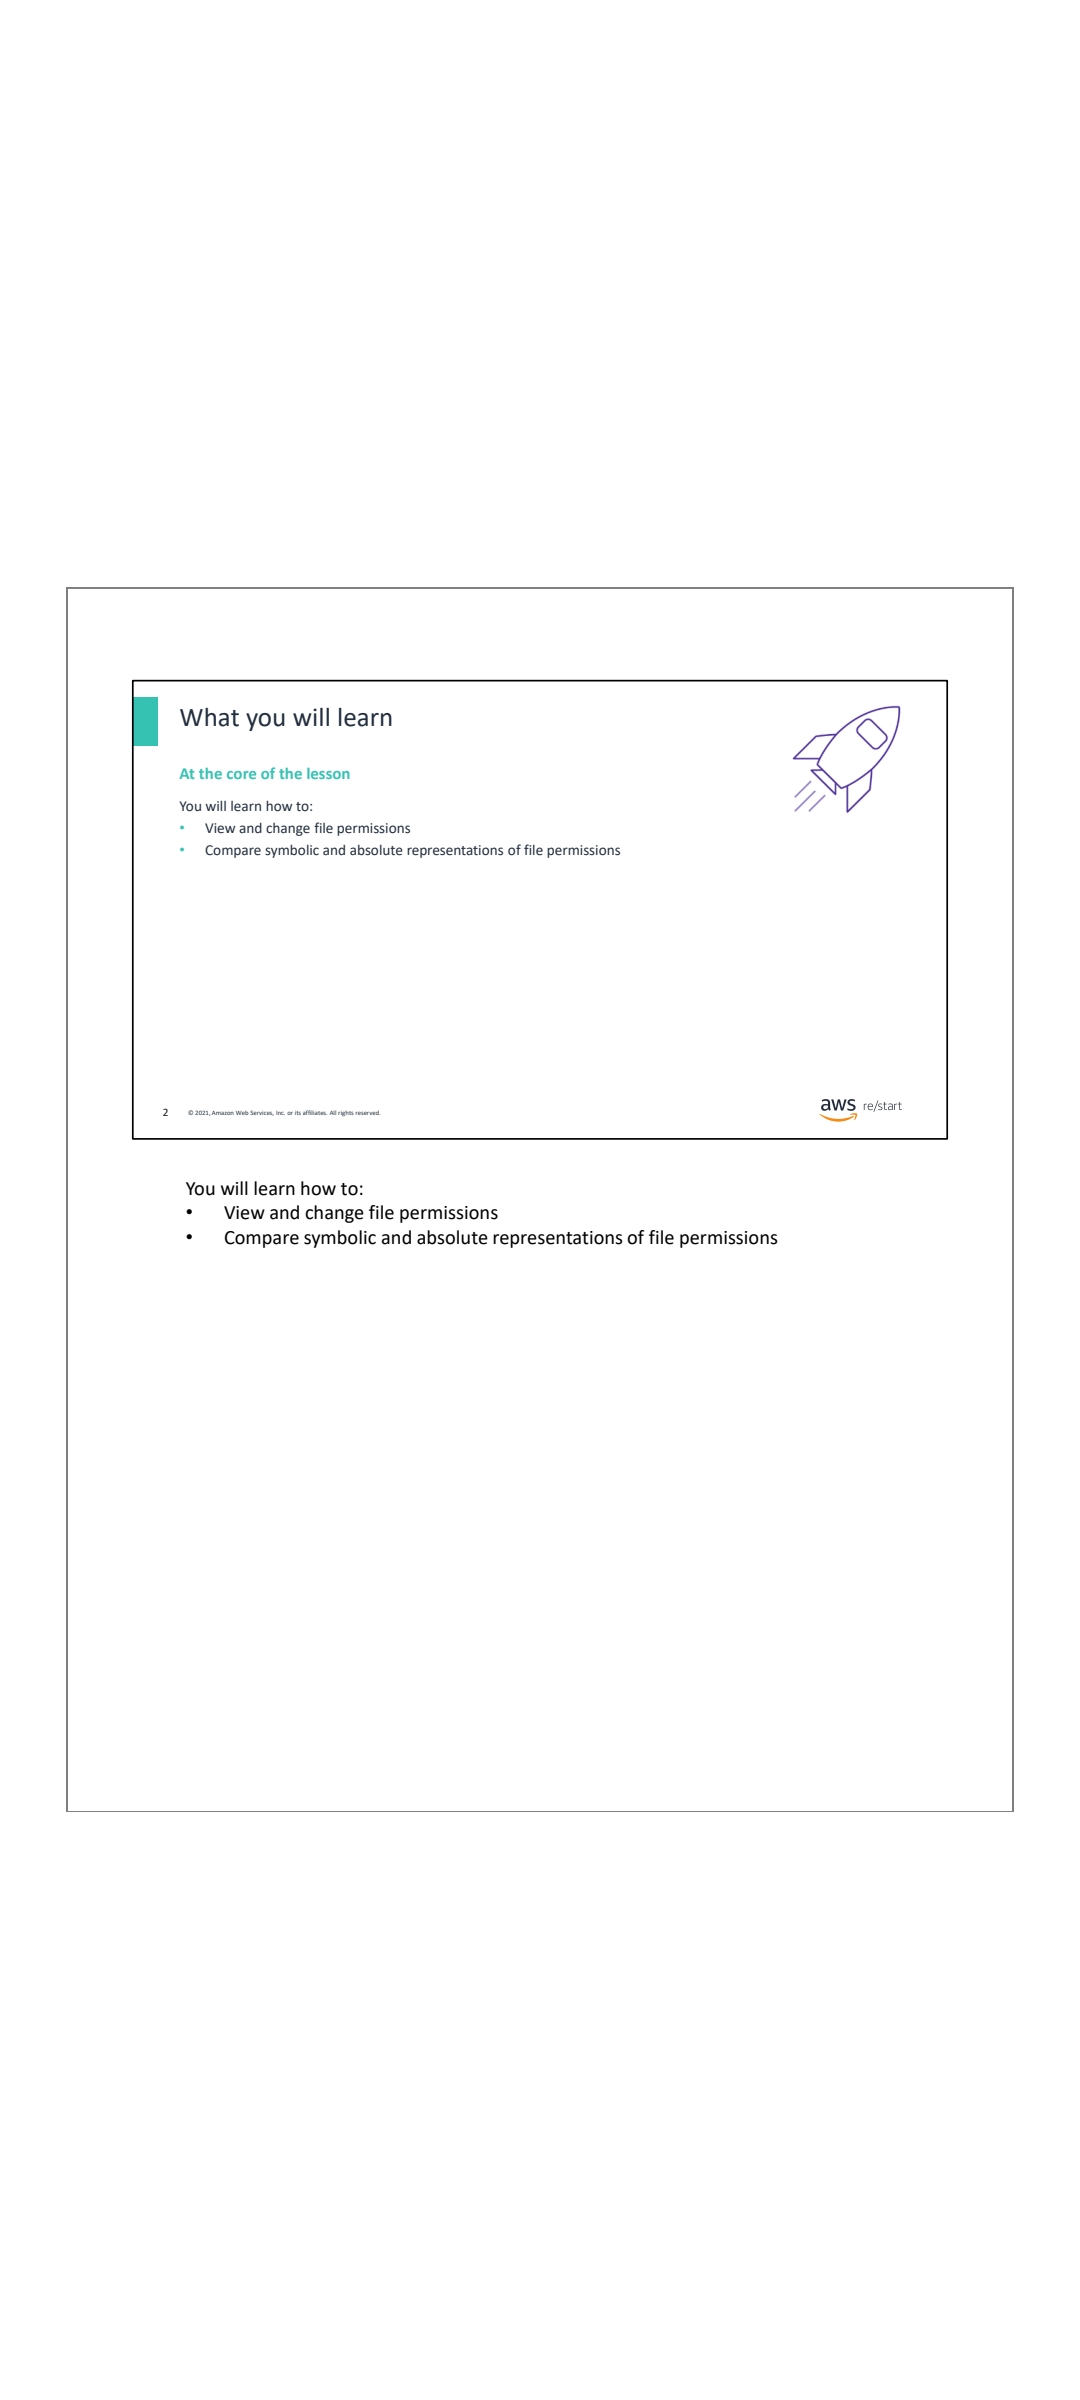 What you will learn
At the core of the lesson
You will learn how to:
• View and change file permissions
• Compare symbolic and absolute representations of file permissions
2 © 2021, Amazon Web Services, Inc. or its affiliates. All rights reserved.
aws re/start
You will learn how to:
• View and change file permissions
• Compare symbolic and absolute representations of file permissions